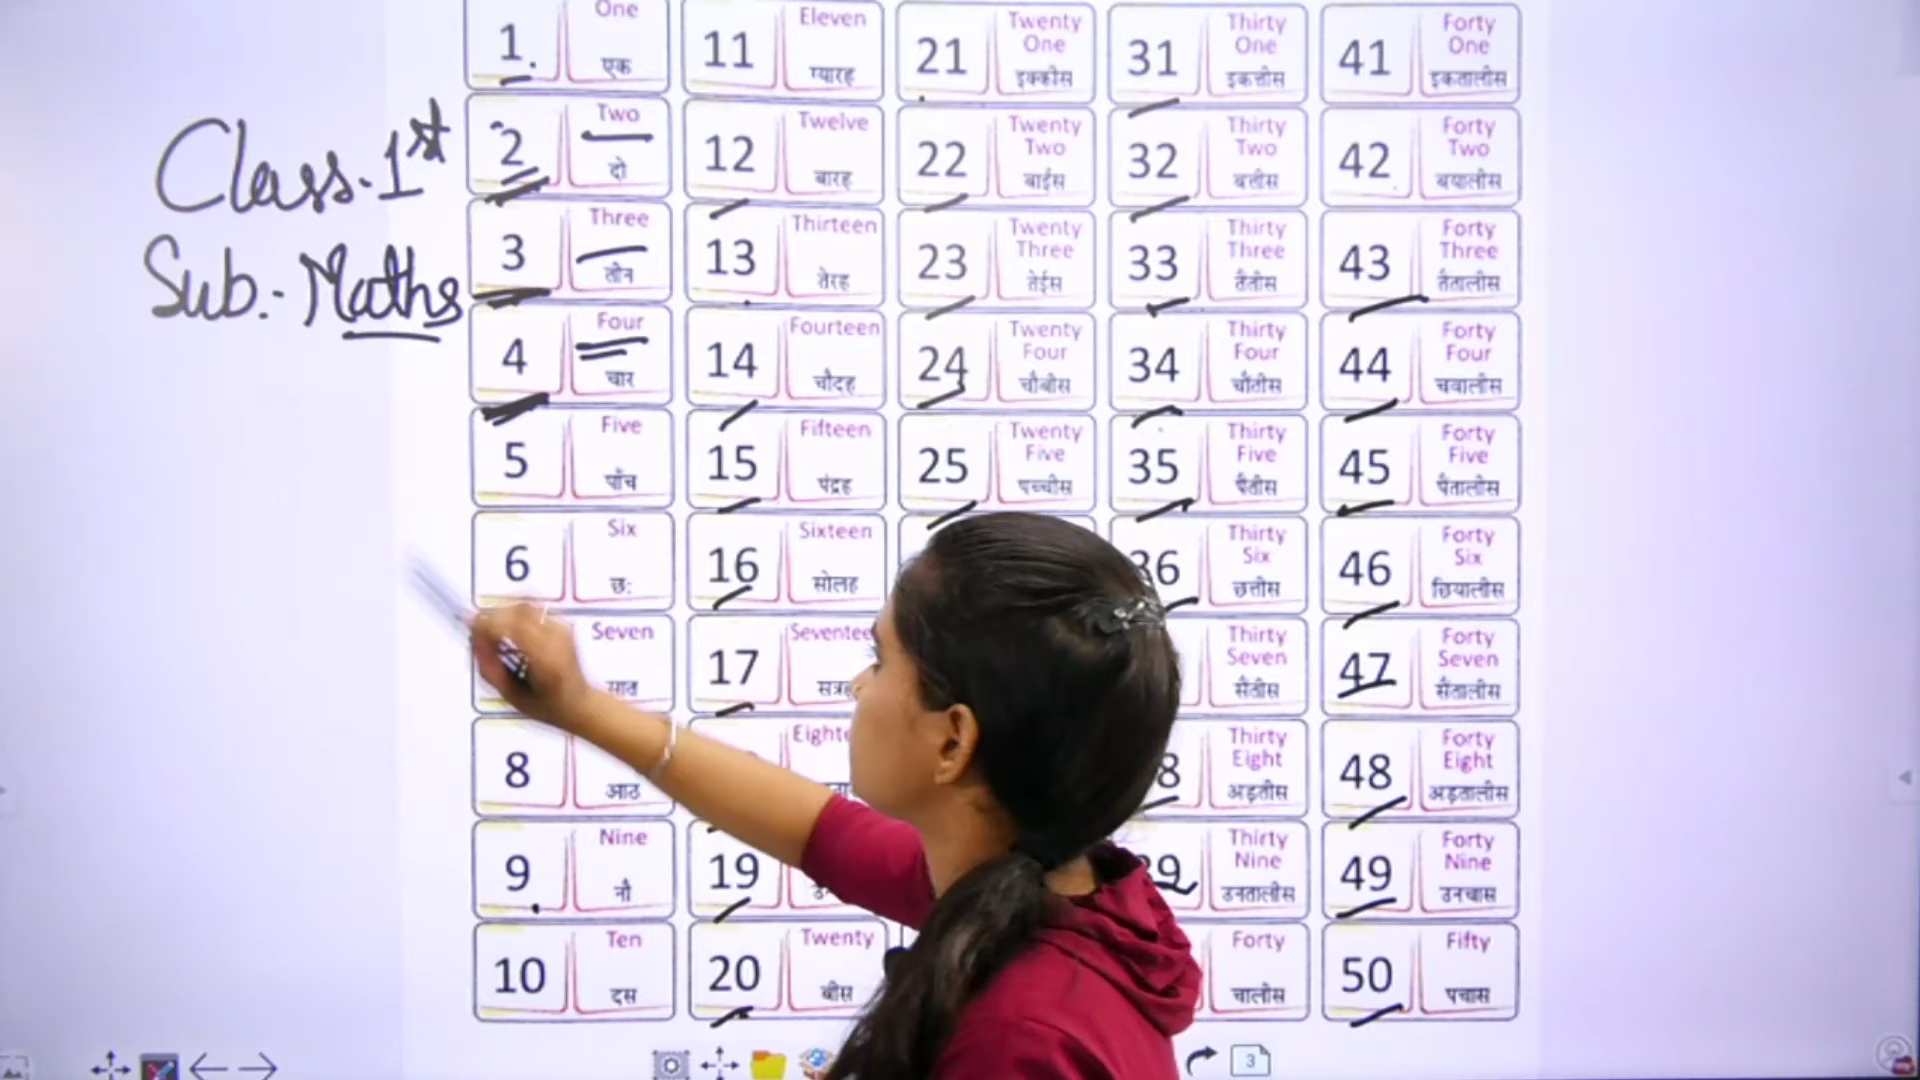 Class.1st
Sub.- Maths
1 One एक
2 Two दो
3 Three तीन
4 Four चार
5 Five पाँच
6 Six छः
Seven सात
8 आठ
9 Nine नौ
10 Ten दस
11 Eleven ग्यारह
12 Twelve बारह
13 Thirteen तेरह
14 Fourteen चौदह
15 Fifteen पंद्रह
16 Sixteen सोलह
17
19
20 Twenty बीस
21 Twenty One इक्कीस
22 Twenty Two बाईस
23 Twenty Three तेईस
24 Twenty Four चौबीस
25 Twenty Five पच्चीस
31 Thirty One इकत्तीस
32 Thirty Two बत्तीस
33 Thirty Three तैंतीस
34 Thirty Four चौंतीस
35 Thirty Five पैंतीस
36 Thirty Six छत्तीस
Thirty Seven सैंतीस
8 Thirty Eight अड़तीस
39 Thirty Nine उनतालीस
Forty चालीस
41 Forty One इकतालीस
42 Forty Two बयालीस
43 Forty Three तैंतालीस
44 Forty Four चवालीस
45 Forty Five पैंतालीस
46 Forty Six छियालीस
47 Forty Seven सैंतालीस
48 Forty Eight अड़तालीस
49 Forty Nine उनचास
50 Fifty पचास
3